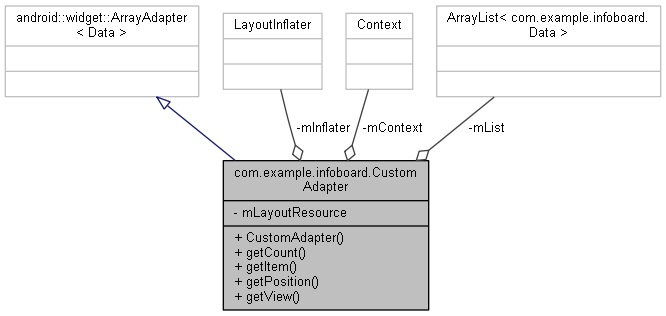 android::widget::ArrayAdapter
< Data >
LayoutInflater
Context
ArrayList< com.example.infoboard.
Data >
-mInflater
-mContext
-mList
com.example.infoboard.Custom
Adapter
- mLayoutResource
+ CustomAdapter()
+ getCount()
+ getItem()
+ getPosition()
+ getView()